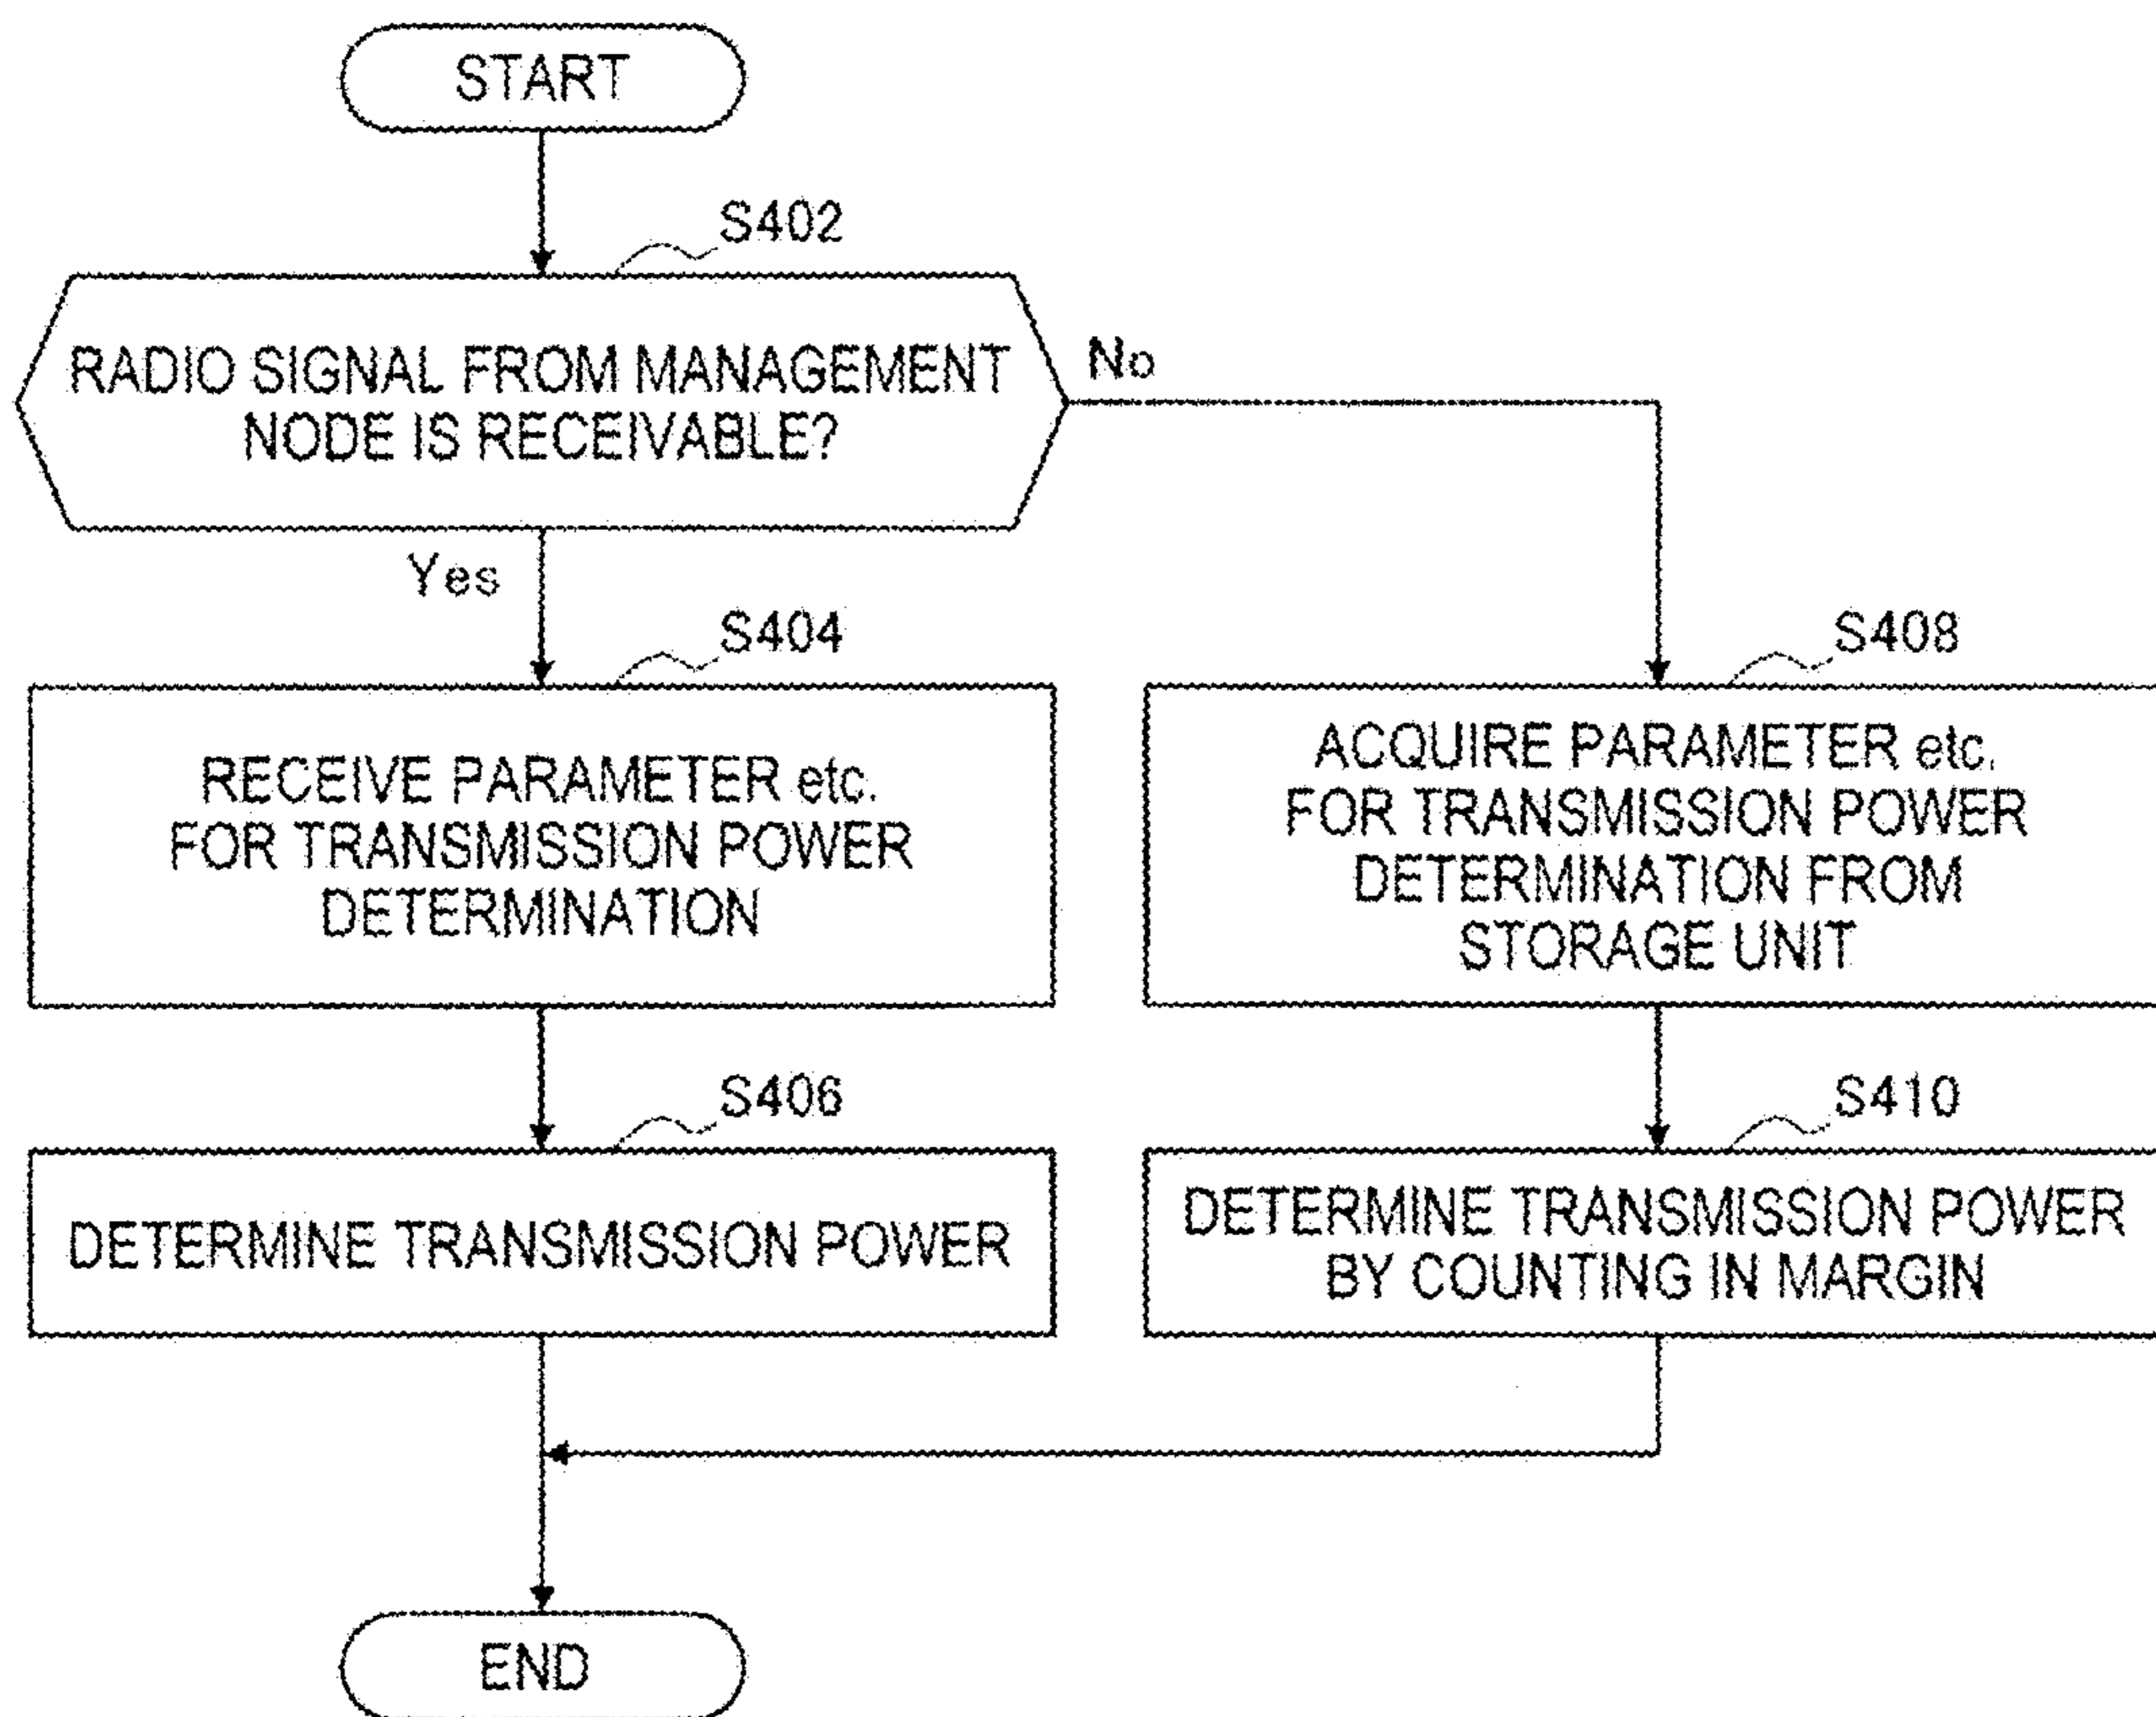 START
S402
RADIO SIGNAL FROM MANAGEMENT
NODE IS RECEIVABLE?
No
Yes
S404
RECEIVE PARAMETER etc.
FOR TRANSMISSION POWER
DETERMINATION
S408
ACQUIRE PARAMETER etc.
FOR TRANSMISSION POWER
DETERMINATION FROM
STORAGE UNIT
S406
DETERMINE TRANSMISSION POWER
S410
DETERMINE TRANSMISSION POWER
BY COUNTING IN MARGIN
END